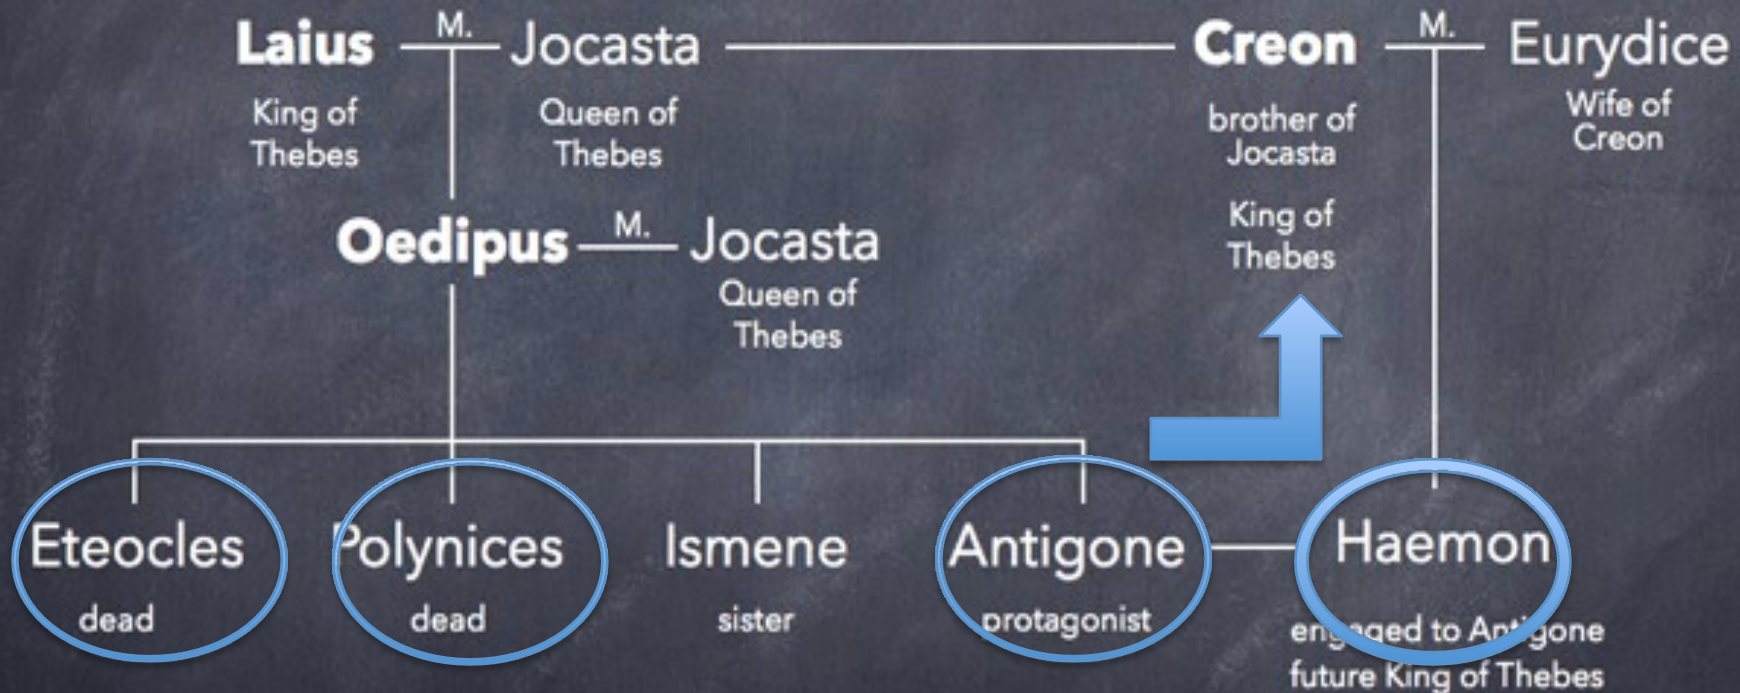 Laius M. Jocasta Creon M. Eurydice
King of
Thebes
Queen of
Thebes
brother of
Jocasta
King of
Thebes
Wife of
Creon
Oedipus M. Jocasta
Queen of
Thebes
Eteocles Polynices Ismene Antigone Haemon
dead dead sister protagonist
engaged to Antigone
future King of Thebes